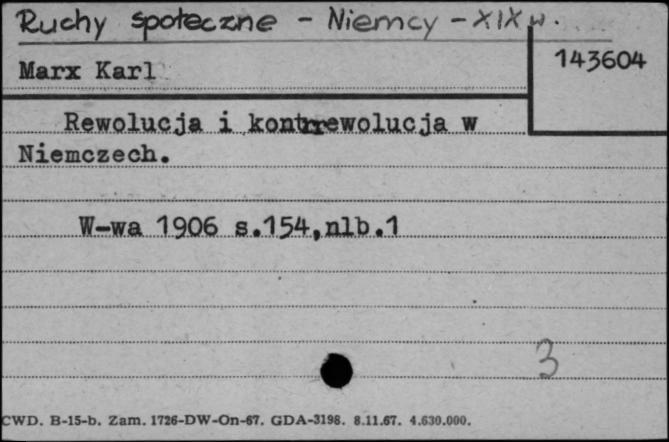 Ruchy społeczne - Niemcy - XIX w.
143604
Marx Karl
Rewolucja i kontrrewolucja w
Niemczech.
W-wa 1906 s.154,nlb.1
3
CWD. B-15-b. Zam. 1726-DW-On-67. GDA-3198. 8.11.67. 4.630.000.